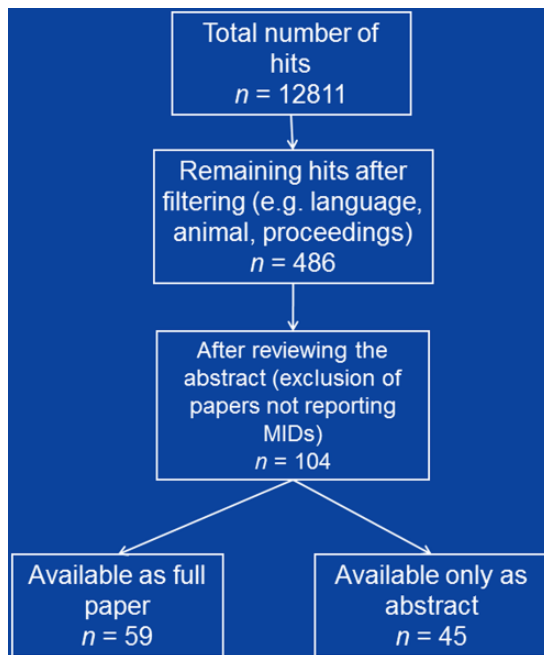 Total number of
hits
n = 12811
Remaining hits after
filtering (e.g. language,
animal, proceedings)
n = 486
After reviewing the
abstract (exclusion of
papers not reporting
MIDs)
n = 104
Available as full
paper
n = 59
Available only as
abstract
n = 45